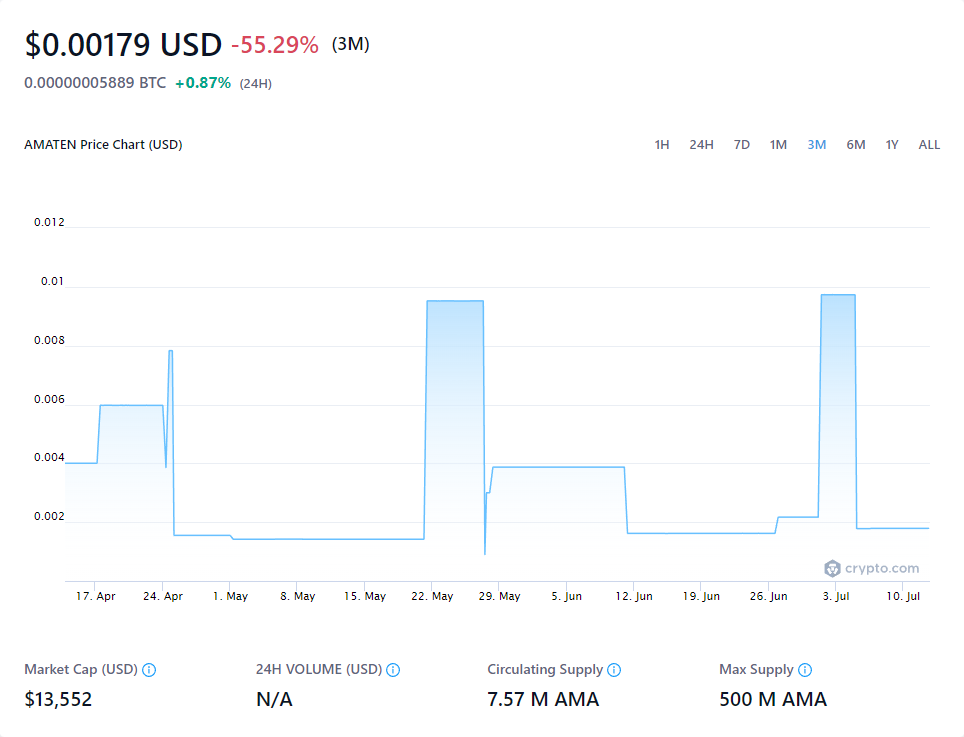 $0.00179 USD -55.29% (3M)
0.00000005889 BTC +0.87% (24H)
AMATEN Price Chart (USD)
1H 24H 7D 1M 3M 6M 1Y ALL
0.012
0.01
0.008
0.006
0.004
0.002
crypto.com
17. Apr 24. Apr 1. May 8. May 15. May 22. May 29. May 5. Jun 12. Jun 19. Jun 26. Jun 3. Jul 10. Jul
Market Cap (USD) 24H VOLUME (USD) Circulating Supply Max Supply
$13,552 N/A 7.57 M AMA 500 M AMA